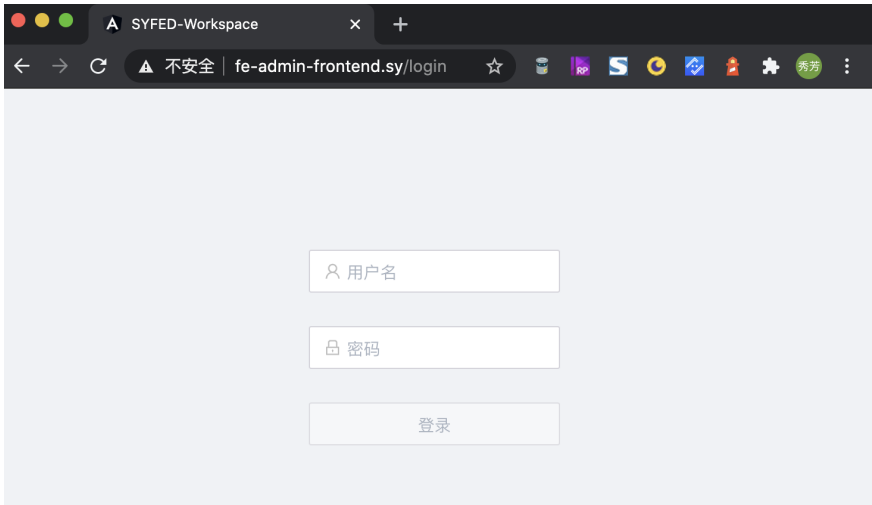 SYFED-Workspace
不安全 fe-admin-frontend.sy/login
RP
S
秀芳
用户名
密码
登录